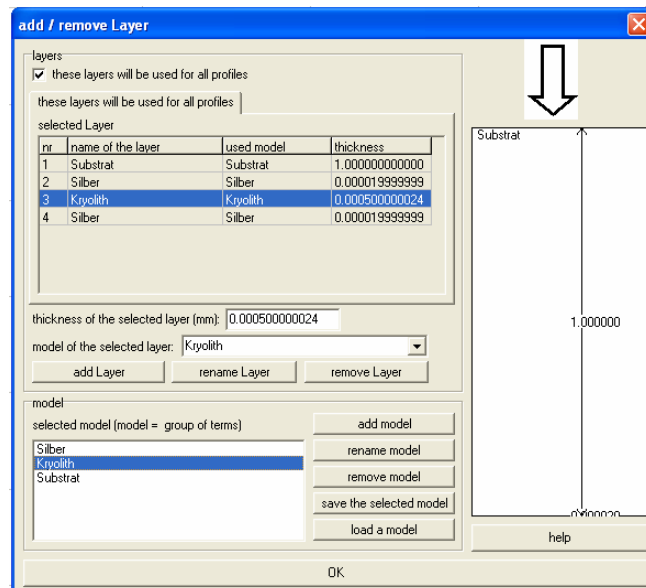 add / remove Layer
layers
these layers will be used for all profiles
these layers will be used for all profiles
selected Layer
nr name of the layer used model thickness
1 Substrat Substrat 1.000000000000
2 Silber Silber 0.000019999999
3 Kryolith Kryolith 0.000500000024
4 Silber Silber 0.000019999999
thickness of the selected layer (mm): 0.000500000024
model of the selected layer: Kryolith
add Layer rename Layer remove Layer
model
selected model (model = group of terms)
Silber
Kryolith
Substrat
add model
rename model
remove model
save the selected model
load a model
Substrat
1.000000
help
OK